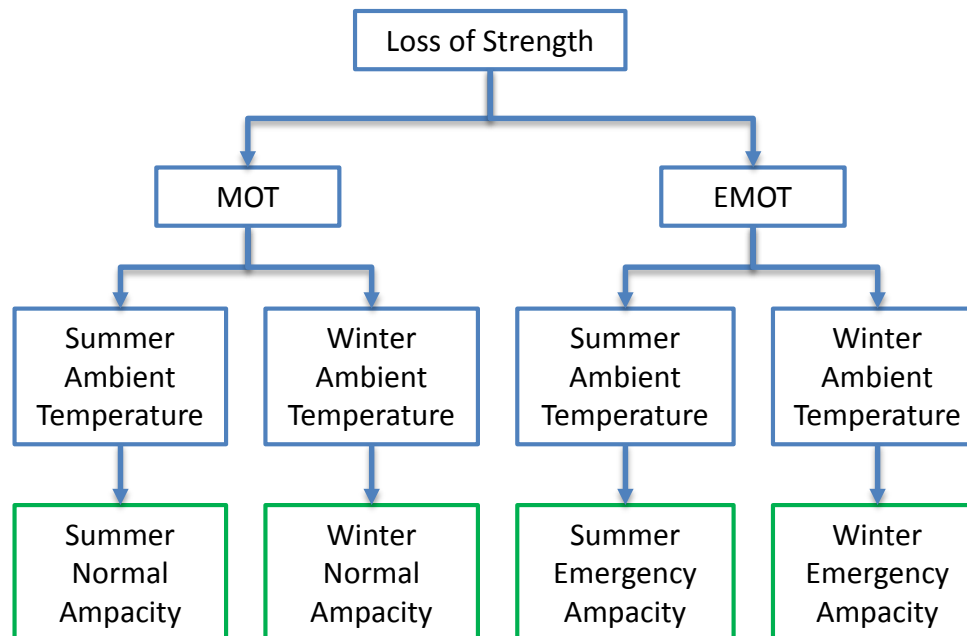 Loss of Strength
MOT
EMOT
Summer
Ambient
Temperature
Winter
Ambient
Temperature
Summer
Ambient
Temperature
Winter
Ambient
Temperature
Summer
Normal
Ampacity
Winter
Normal
Ampacity
Summer
Emergency
Ampacity
Winter
Emergency
Ampacity